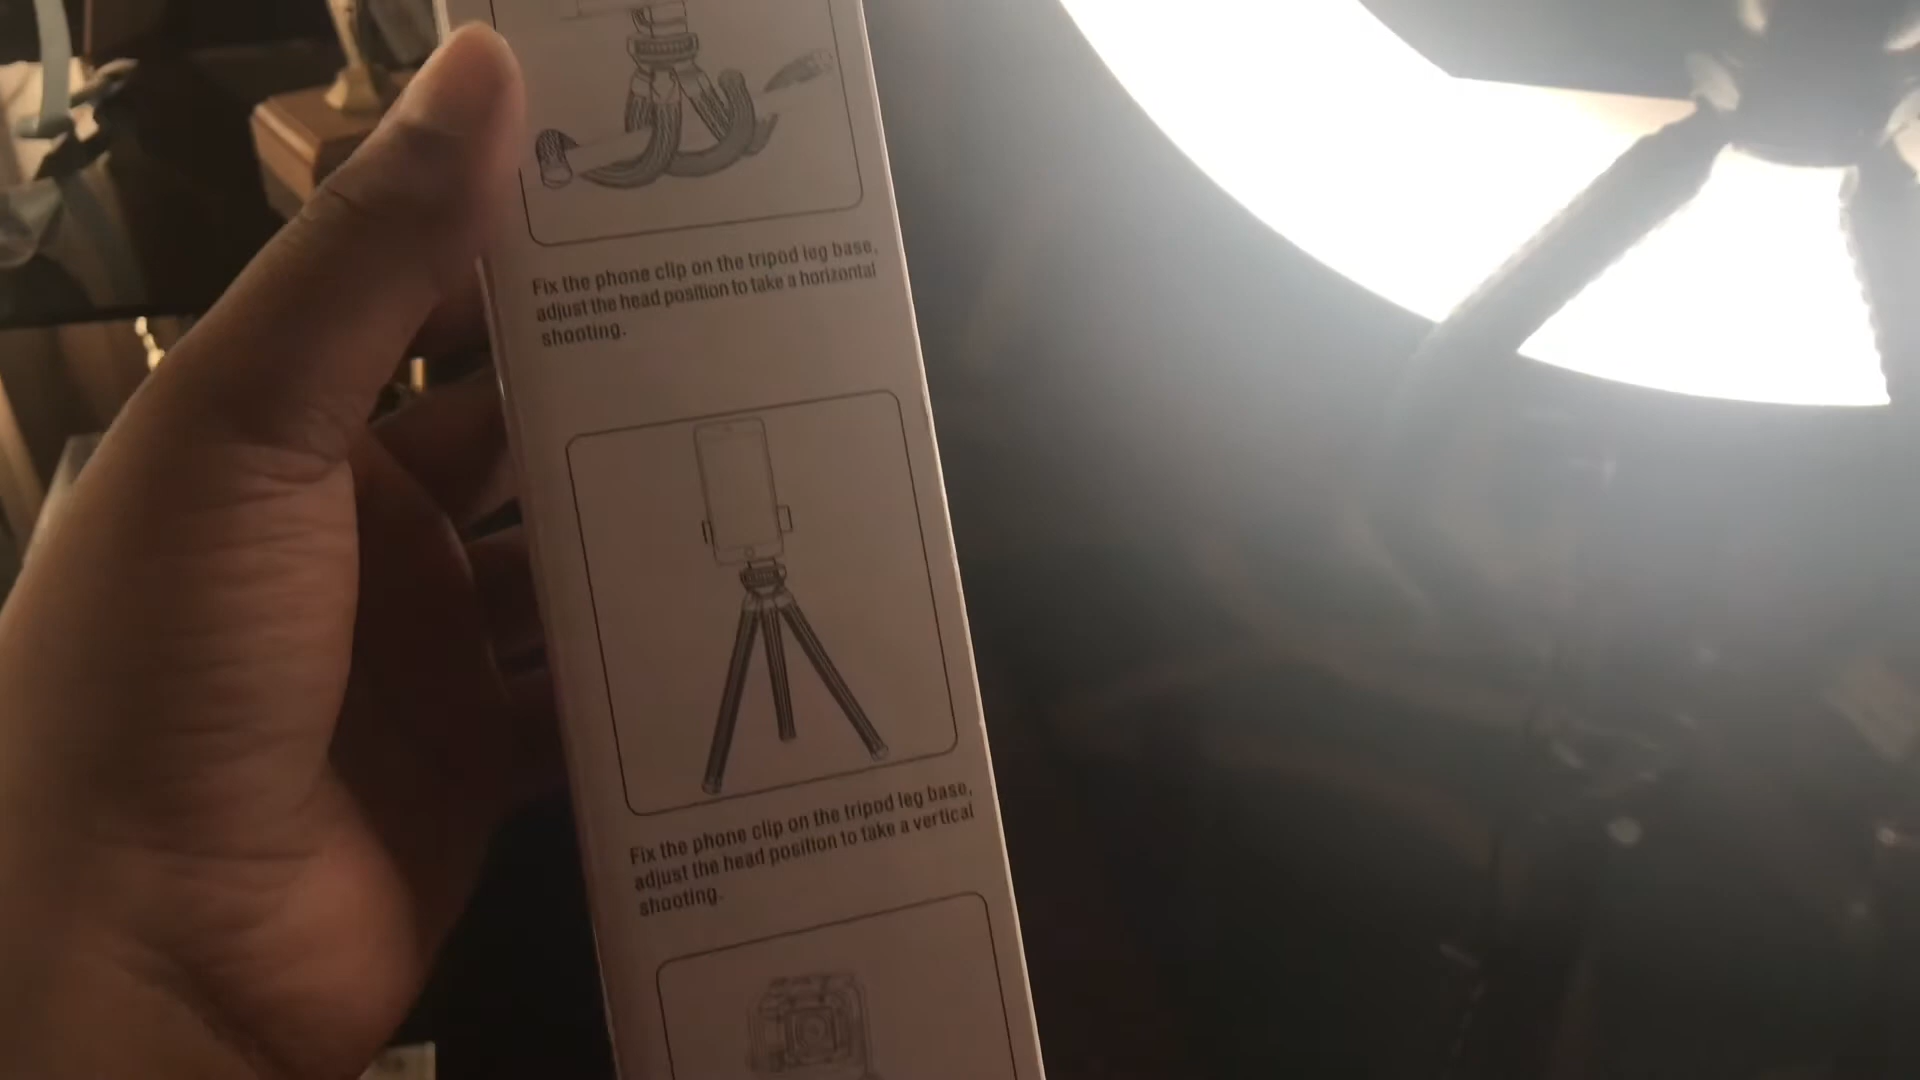 Fix the phone clip on the tripod leg base,
adjust the head position to take a horizontal
shooting.
Fix the phone clip on the tripod leg base,
adjust the head position to take a vertical
shooting.